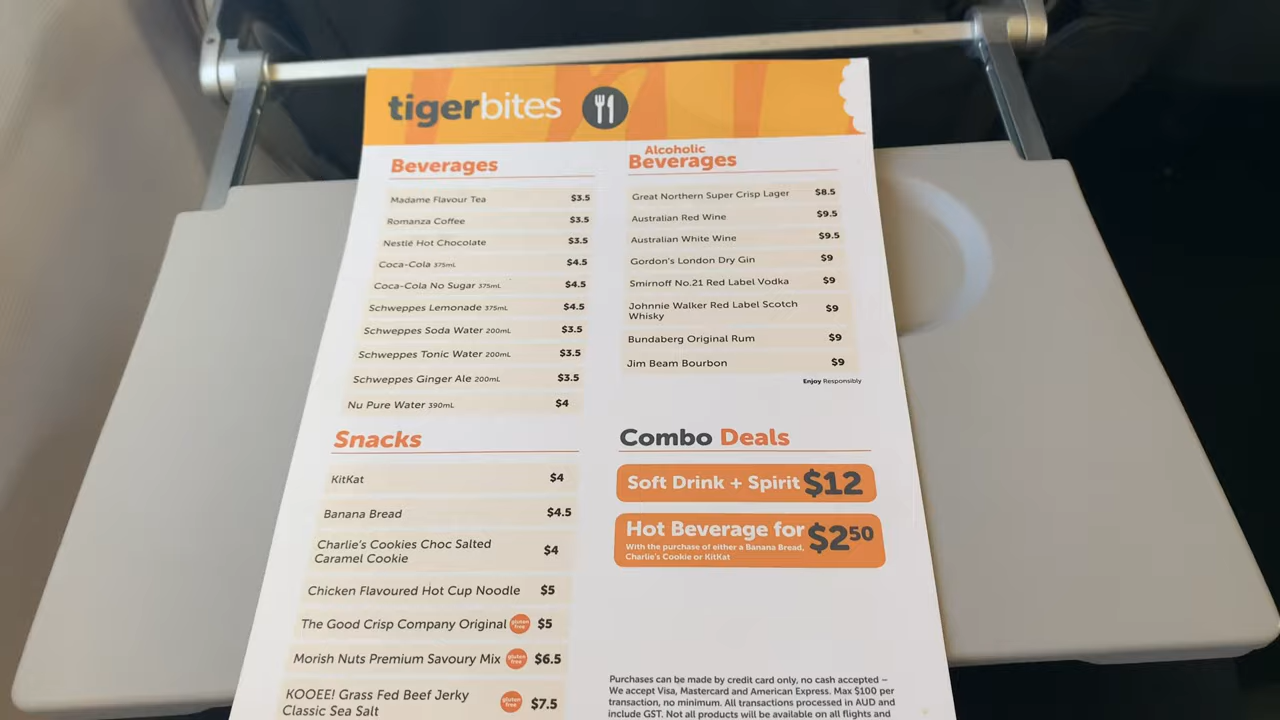 tigerbites
Beverages
Madame Flavour Tea $3.5
Romanza Coffee $3.5
Nestlé Hot Chocolate $3.5
Coca-Cola 375mL $4.5
Coca-Cola No Sugar 375mL $4.5
Schweppes Lemonade 375mL $4.5
Schweppes Soda Water 200mL $3.5
Schweppes Tonic Water 200mL $3.5
Schweppes Ginger Ale 200mL $3.5
Nu Pure Water 390mL $4
Snacks
KitKat $4
Banana Bread $4.5
Charlie's Cookies Choc Salted
Caramel Cookie $4
Chicken Flavoured Hot Cup Noodle $5
The Good Crisp Company Original gluten free $5
Morish Nuts Premium Savoury Mix gluten free $6.5
KOOEE! Grass Fed Beef Jerky
Classic Sea Salt gluten free $7.5
Alcoholic
Beverages
Great Northern Super Crisp Lager $8.5
Australian Red Wine $9.5
Australian White Wine $9.5
Gordon's London Dry Gin $9
Smirnoff No.21 Red Label Vodka $9
Johnnie Walker Red Label Scotch
Whisky $9
Bundaberg Original Rum $9
Jim Beam Bourbon $9
Enjoy Responsibly
Combo Deals
Soft Drink + Spirit $12
Hot Beverage for $250
With the purchase of either a Banana Bread,
Charlie's Cookie or KitKat
Purchases can be made by credit card only, no cash accepted –
We accept Visa, Mastercard and American Express. Max $100 per
transaction, no minimum. All transactions processed in AUD and
include GST. Not all products will be available on all flights and